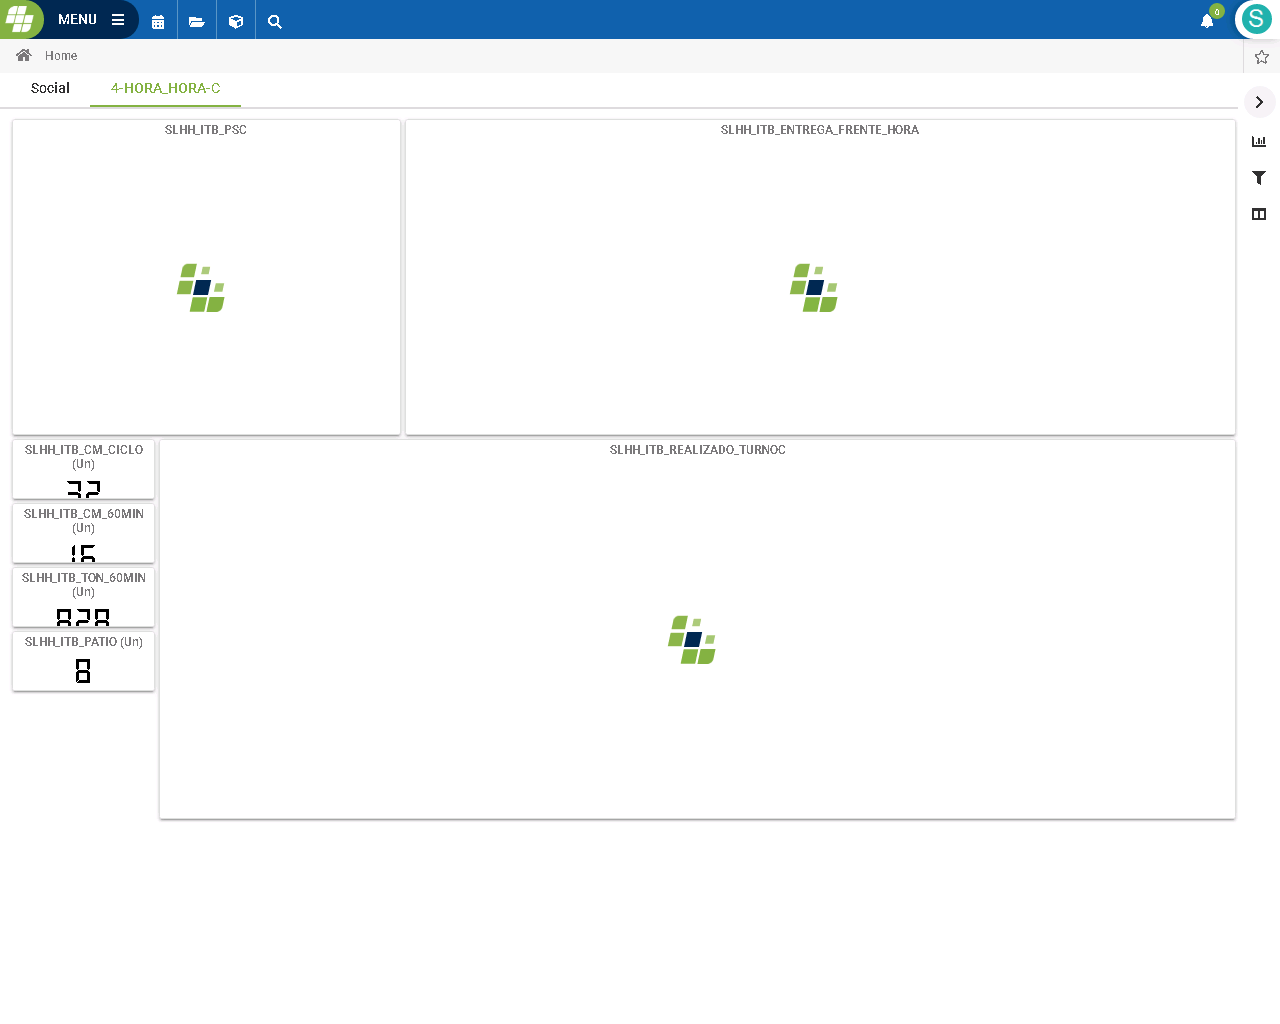 MENU
0
S
Home
Social
4-HORA_HORA-C
SLHH_ITB_PSC
SLHH_ITB_ENTREGA_FRENTE_HORA
SLHH_ITB_CM_CICLO
(Un)
32
SLHH_ITB_REALIZADO_TURNOC
SLHH_ITB_CM_60MIN
(Un)
16
SLHH_ITB_TON_60MIN
(Un)
828
SLHH_ITB_PATIO (Un)
8